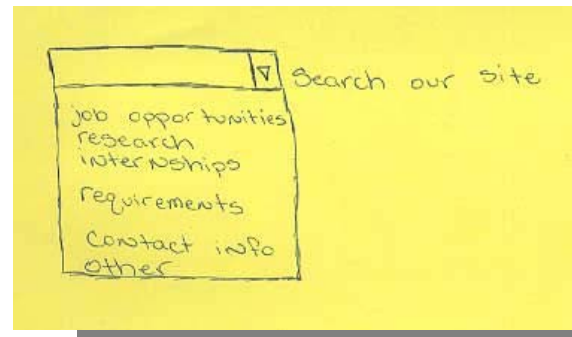 Search our site
job opportunities
research
internships
requirements
Contact info
other